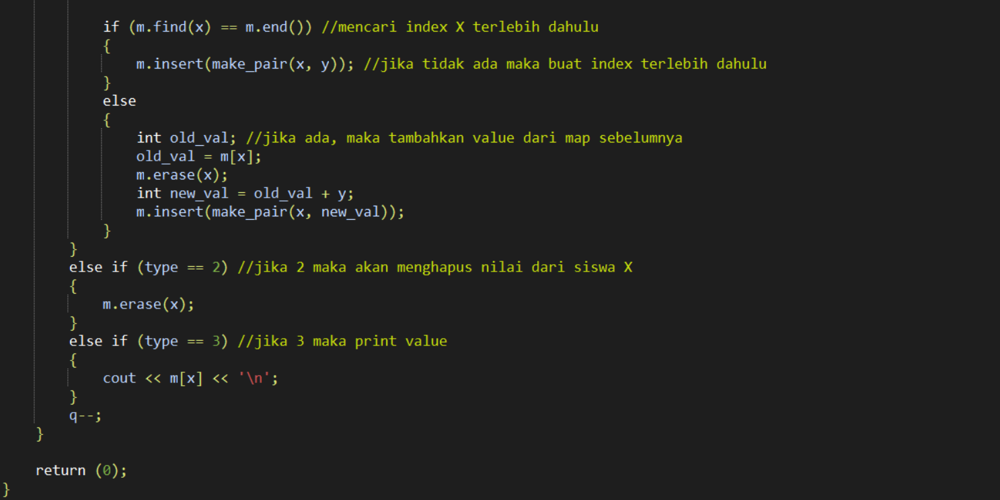 if (m.find(x) == m.end()) //mencari index X terlebih dahulu
{
m.insert(make_pair(x, y)); //jika tidak ada maka buat index terlebih dahulu
}
else
{
int old_val; //jika ada, maka tambahkan value dari map sebelumnya
old_val = m[x];
m.erase(x);
int new_val = old_val + y;
m.insert(make_pair(x, new_val));
}
}
else if (type == 2) //jika 2 maka akan menghapus nilai dari siswa X
{
m.erase(x);
}
else if (type == 3) //jika 3 maka print value
{
cout << m[x] << '\n';
}
q--;
}
return (0);
}